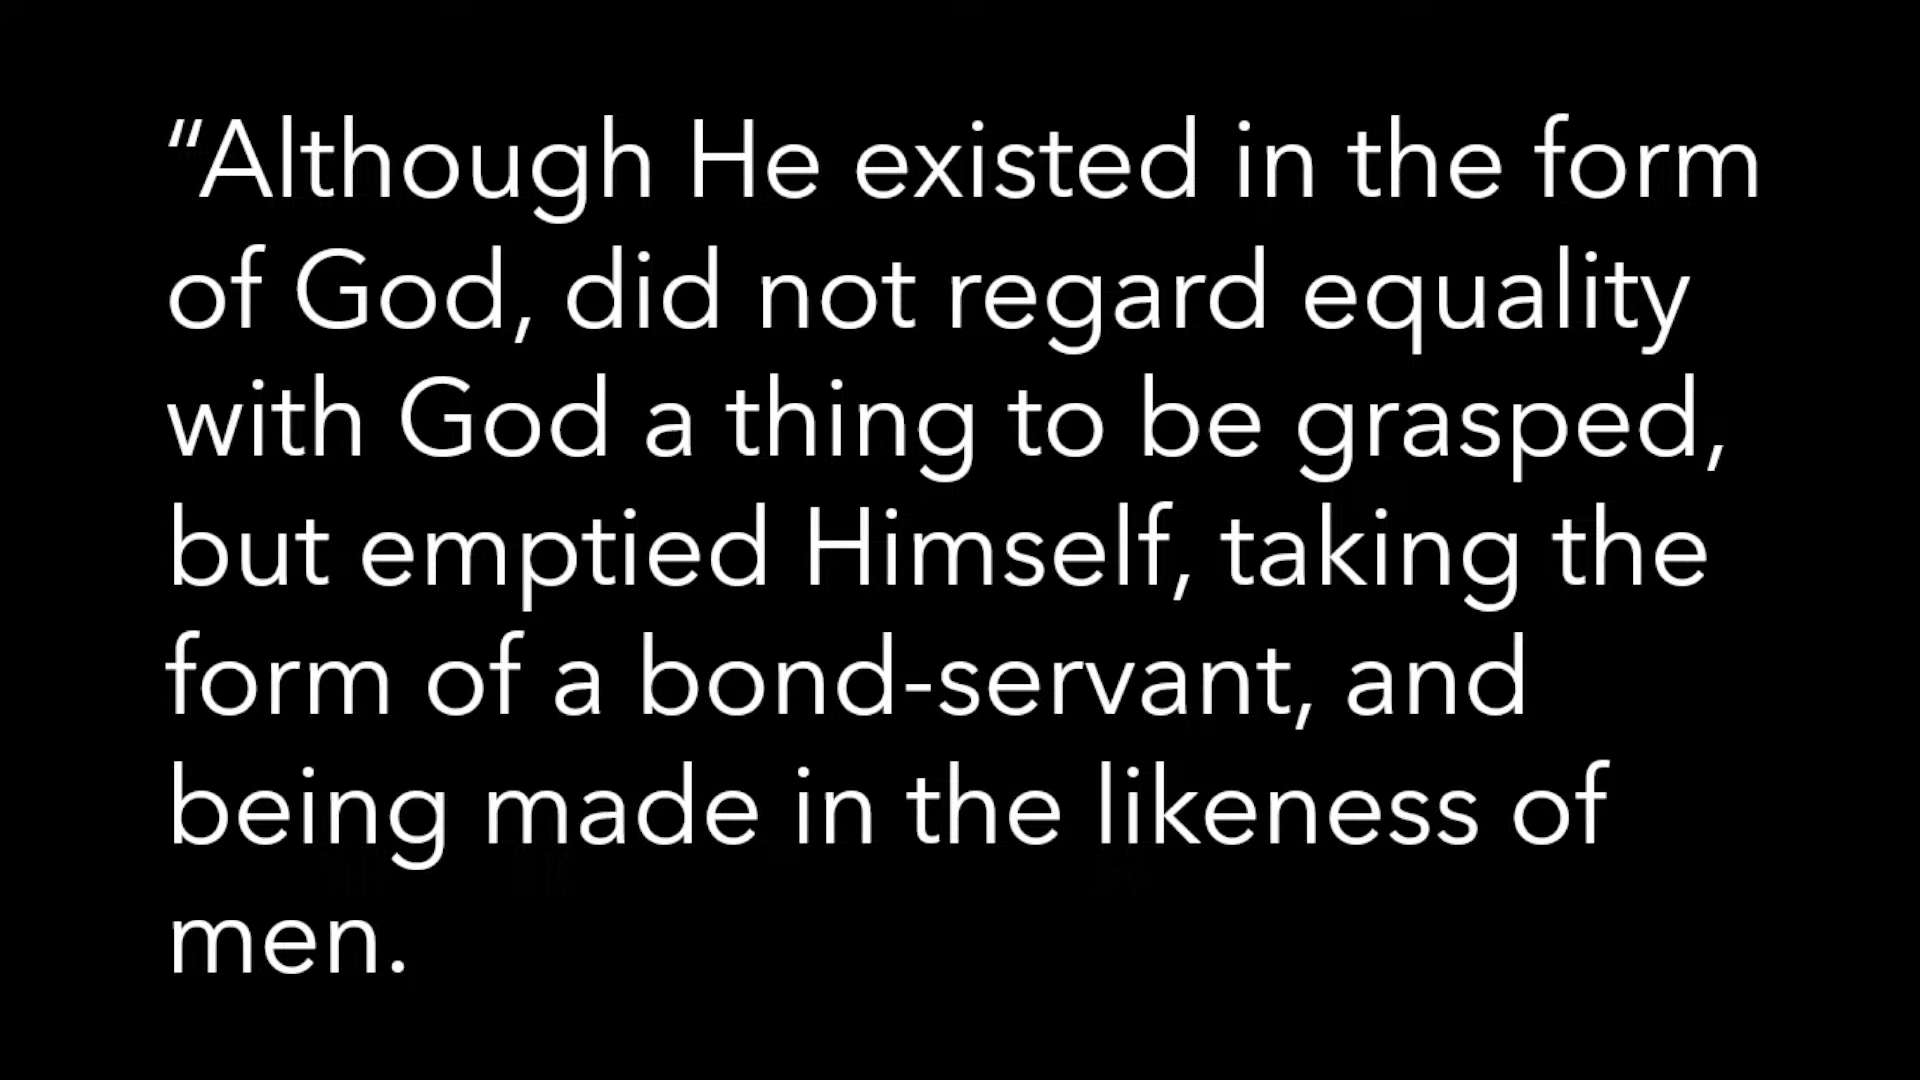 “Although He existed in the form
of God, did not regard equality
with God a thing to be grasped,
but emptied Himself, taking the
form of a bond-servant, and
being made in the likeness of
men.